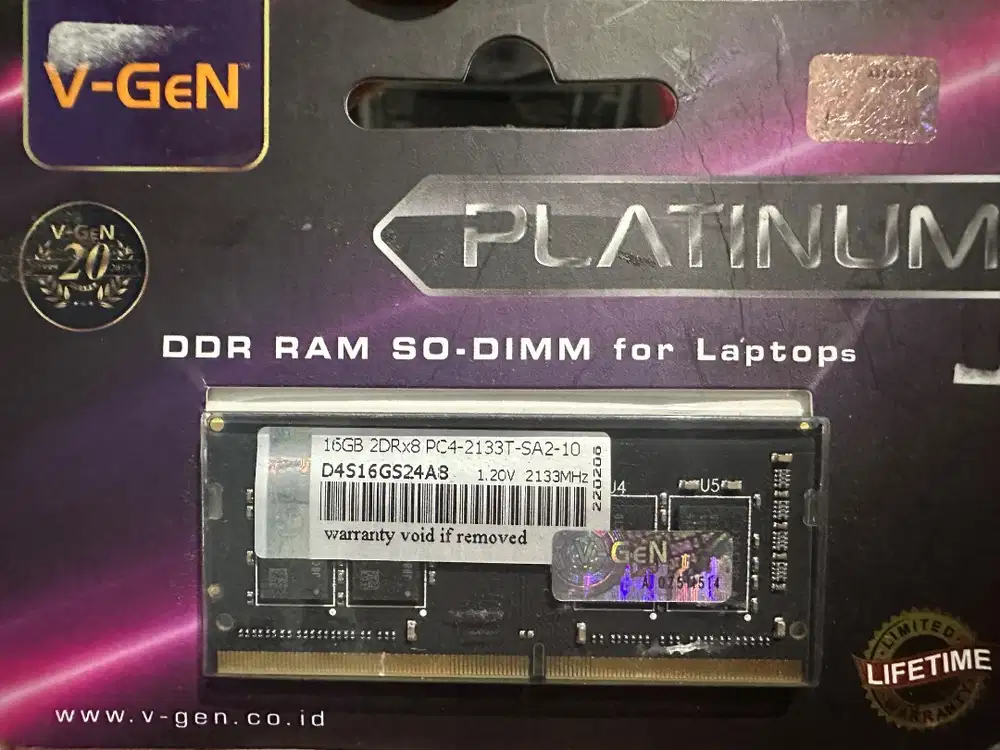 V-GeN™
PLATINUM
V-GeN
20
DDR RAM SO-DIMM for Laptops
16GB 2DRx8 PC4-2133T-SA2-10
D4S16GS24A8 1.20V 2133MHz
220206
warranty void if removed
U4
U5
V-GeN
LIMITED
LIFETIME
WARRANTY
www.v-gen.co.id